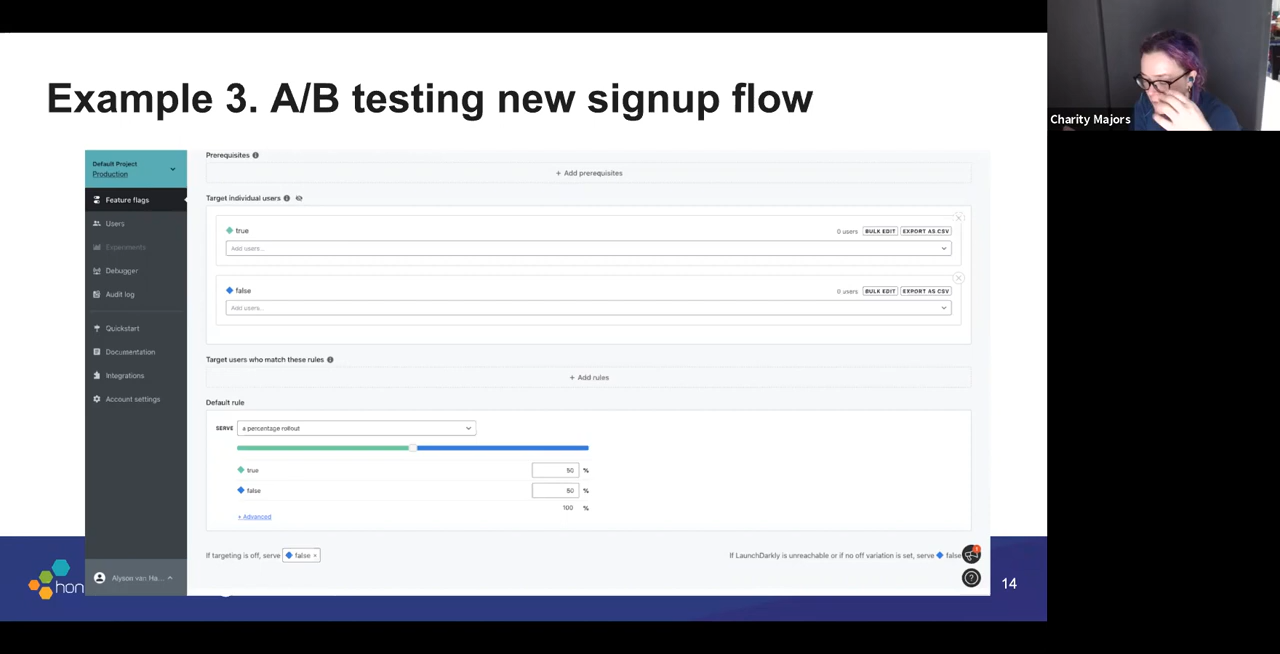 Example 3. A/B testing new signup flow
Charity Majors
Default Project
Production
Feature flags
Users
Experiments
Debugger
Audit log
Quickstart
Documentation
Integrations
Account settings
Alyson van Ha...
Prerequisites
+ Add prerequisites
Target individual users
true
0 users BULK EDIT EXPORT AS CSV
Add users...
false
0 users BULK EDIT EXPORT AS CSV
Add users...
Target users who match these rules
+ Add rules
Default rule
SERVE a percentage rollout
true 50 %
false 50 %
100 %
+ Advanced
If targeting is off, serve false
If LaunchDarkly is unreachable or if no off variation is set, serve false
hon
14